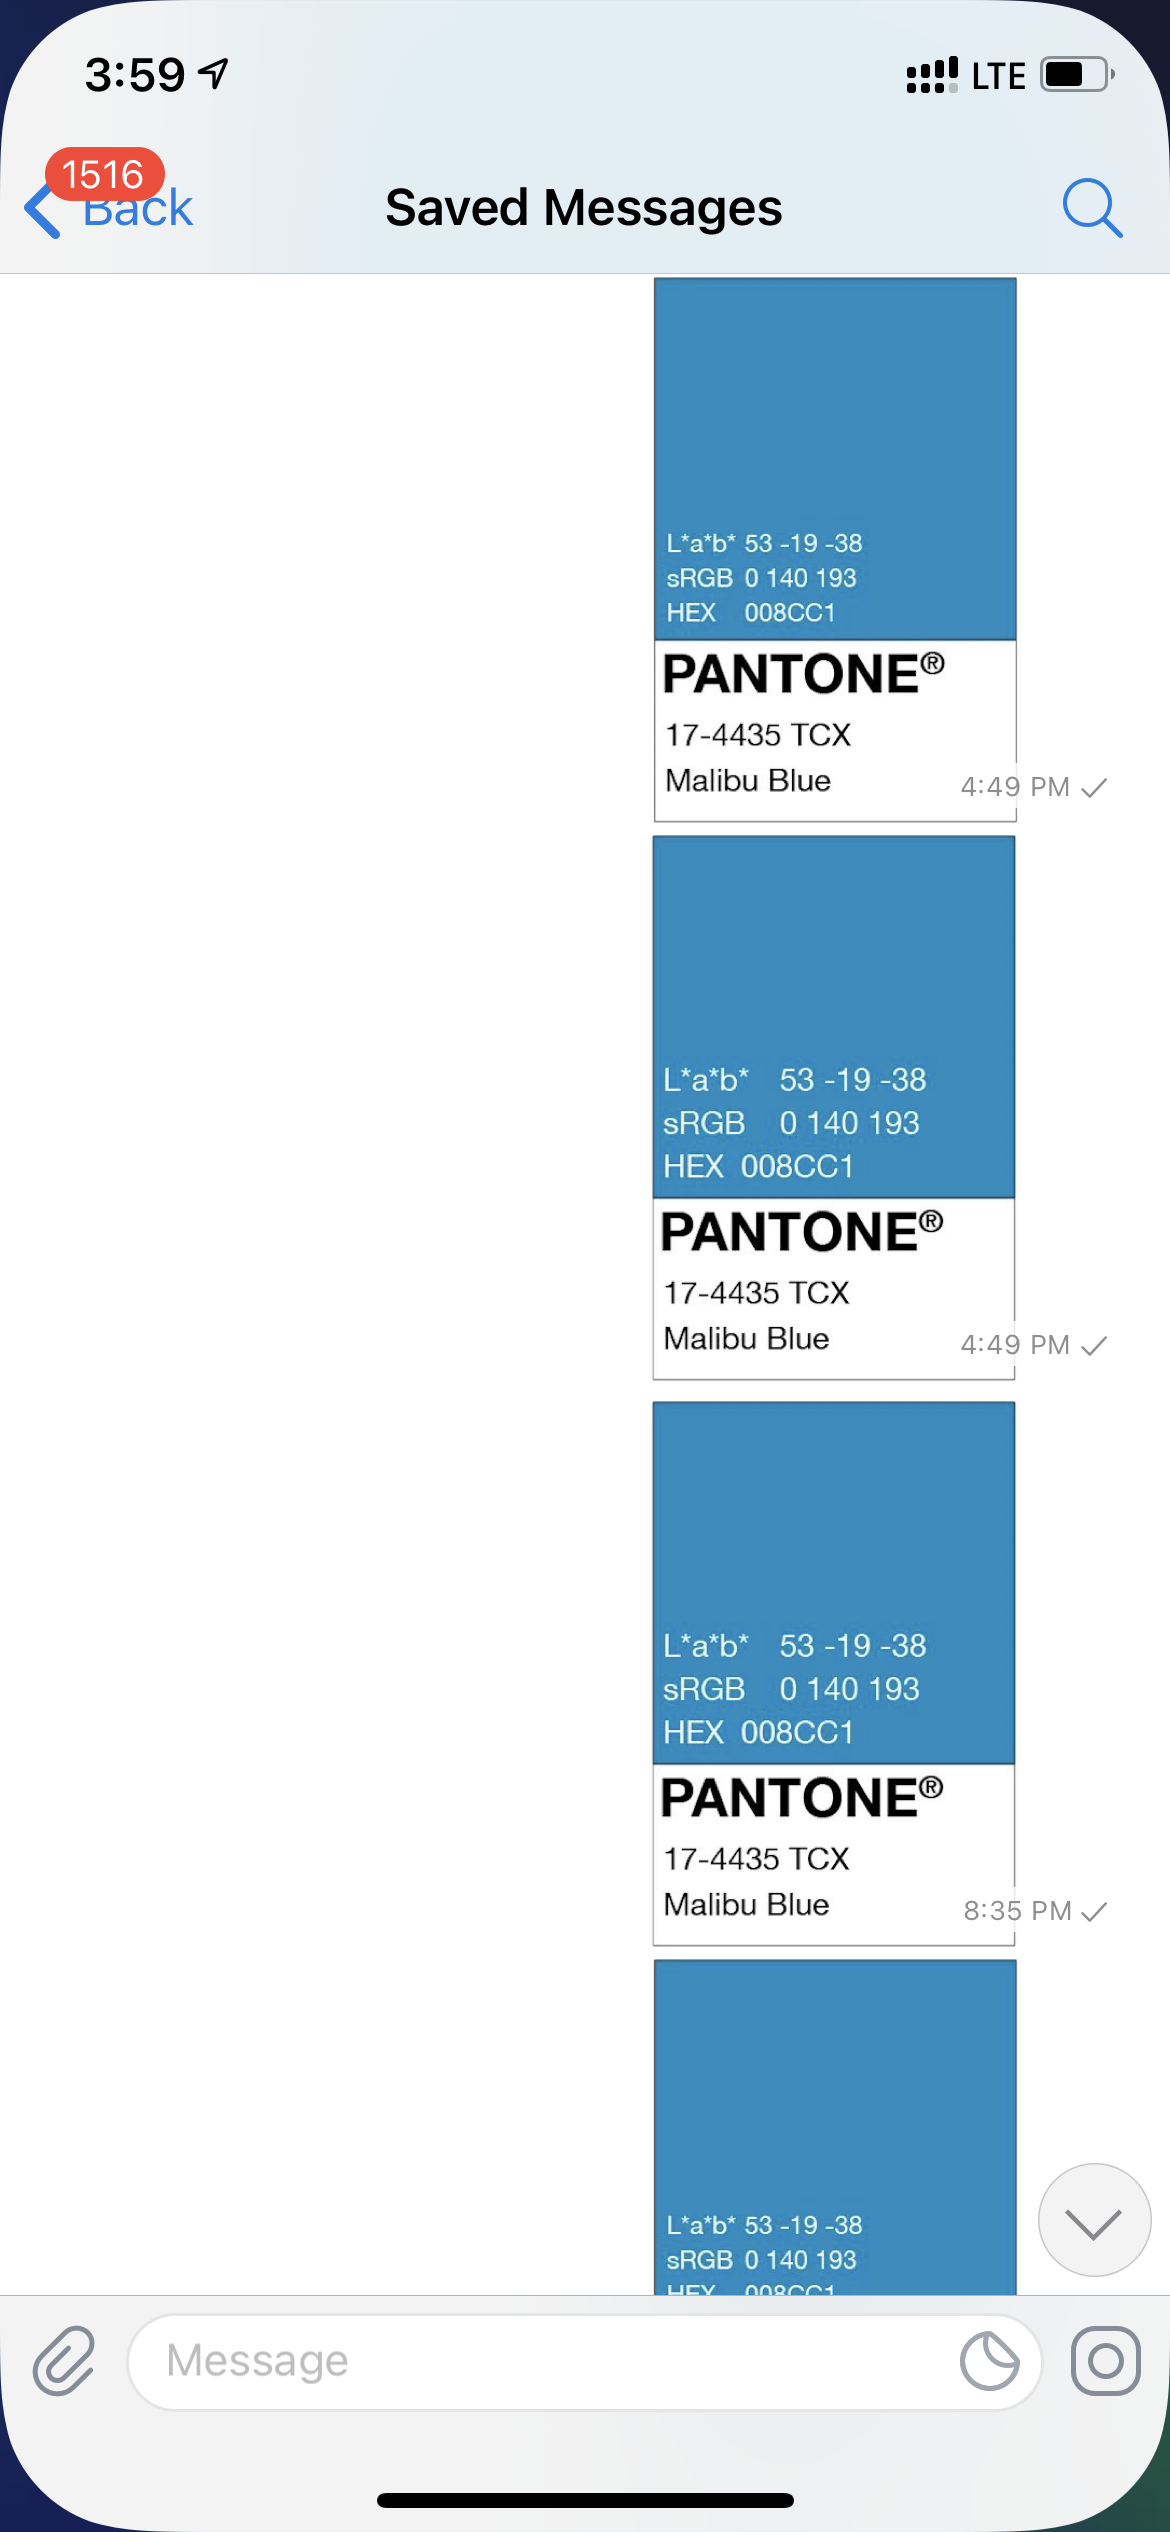 3:59 LTE
1516
Back Saved Messages
L*a*b* 53 -19 -38
sRGB 0 140 193
HEX 008CC1
PANTONE®
17-4435 TCX
Malibu Blue
4:49 PM
L*a*b* 53 -19 -38
sRGB 0 140 193
HEX 008CC1
PANTONE®
17-4435 TCX
Malibu Blue
4:49 PM
L*a*b* 53 -19 -38
sRGB 0 140 193
HEX 008CC1
PANTONE®
17-4435 TCX
Malibu Blue
8:35 PM
L*a*b* 53 -19 -38
sRGB 0 140 193
HEX 008CC1
Message